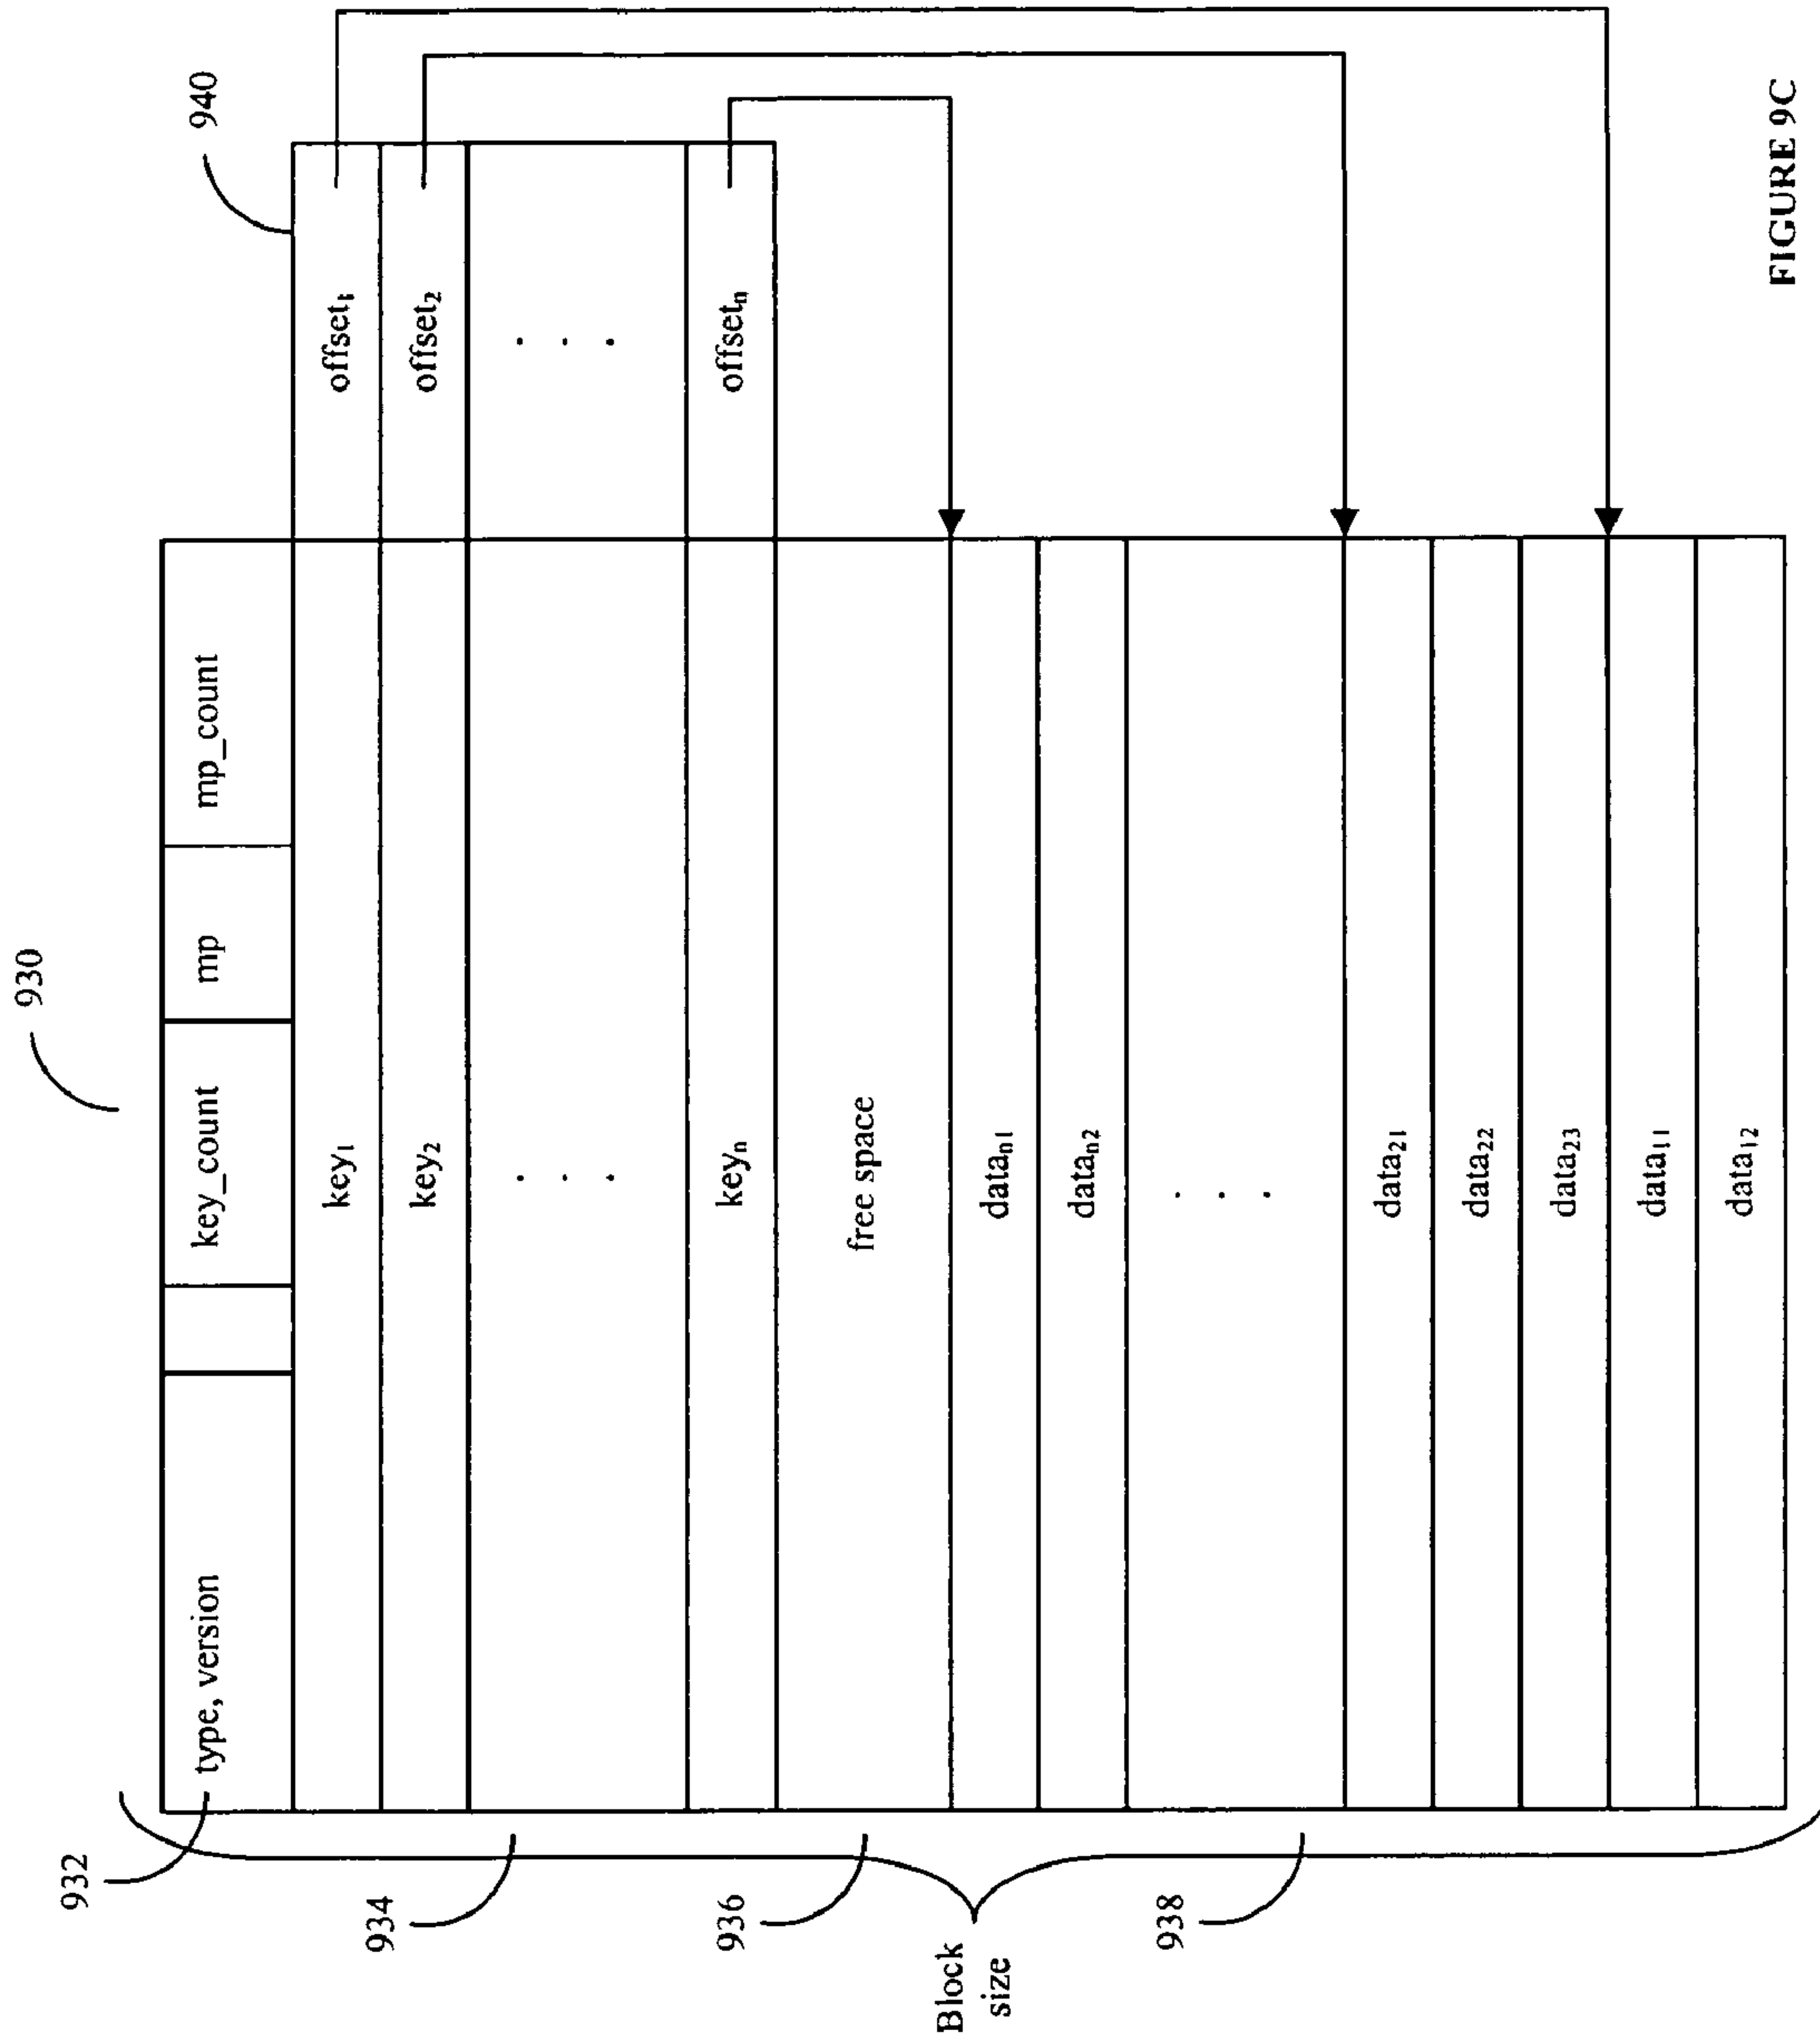 930
932
type, version
key_count
mp
mp_count
940
934
key₁
offset₁
key₂
offset₂
. . .
. . .
keyₙ
offsetₙ
936
free space
Block
size
dataₙ₁
dataₙ₂
. . .
938
data₂₁
data₂₂
data₂₃
data₁₁
data₁₂
FIGURE 9C